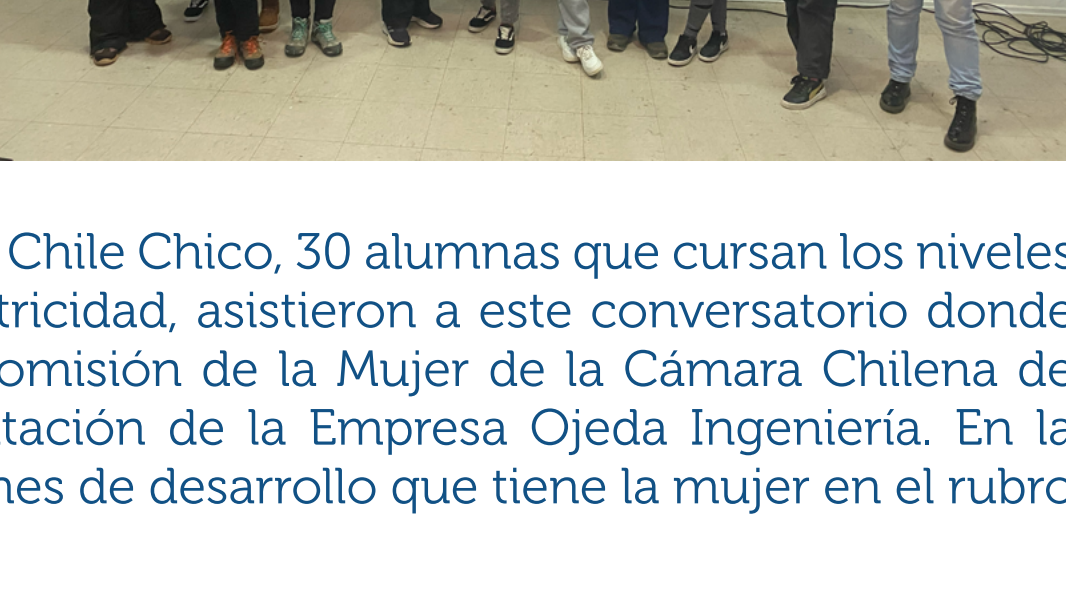 Chile Chico, 30 alumnas que cursan los niveles
tricidad, asistieron a este conversatorio donde
omisión de la Mujer de la Cámara Chilena de
tación de la Empresa Ojeda Ingeniería. En la
nes de desarrollo que tiene la mujer en el rubro